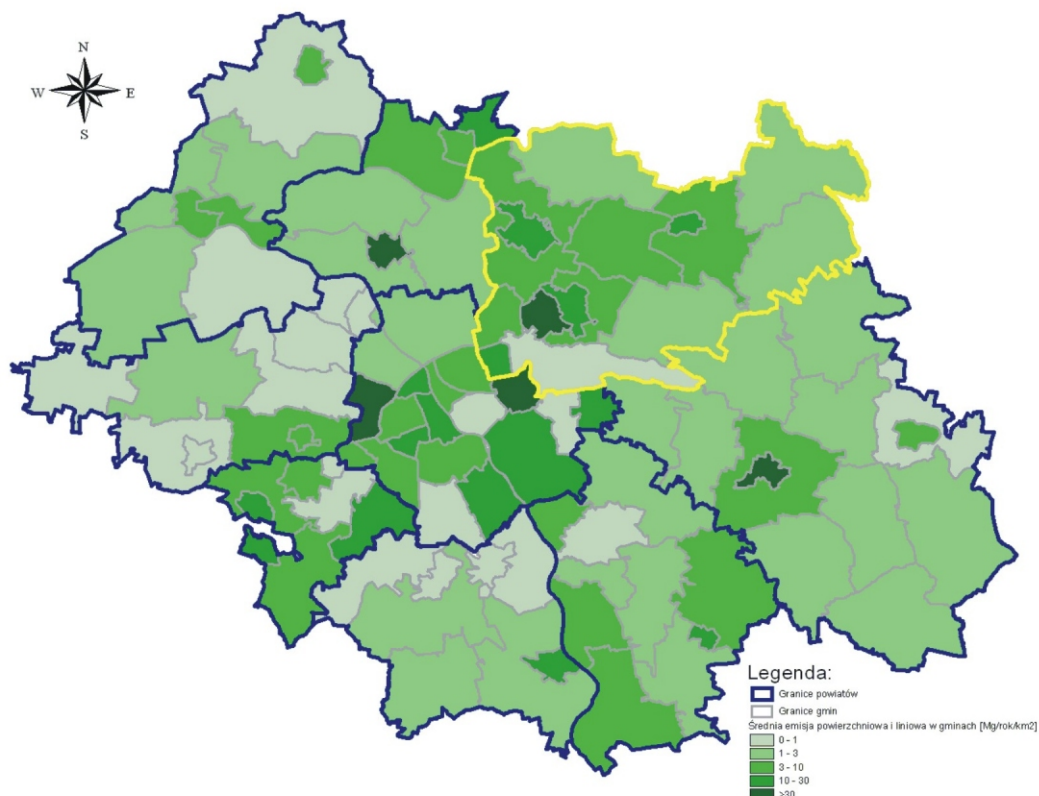 N
W E
S
Legenda:
Granice powiatów
Granice gmin
Średnia emisja powierzchniowa i liniowa w gminach [Mg/rok/km2]
0 - 1
1 - 3
3 - 10
10 - 30
>30